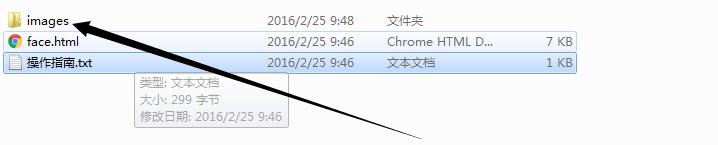 images 2016/2/25 9:48 文件夹
face.html 2016/2/25 9:46 Chrome HTML D... 7 KB
操作指南.txt 2016/2/25 9:46 文本文档 1 KB
类型: 文本文档
大小: 299 字节
修改日期: 2016/2/25 9:46